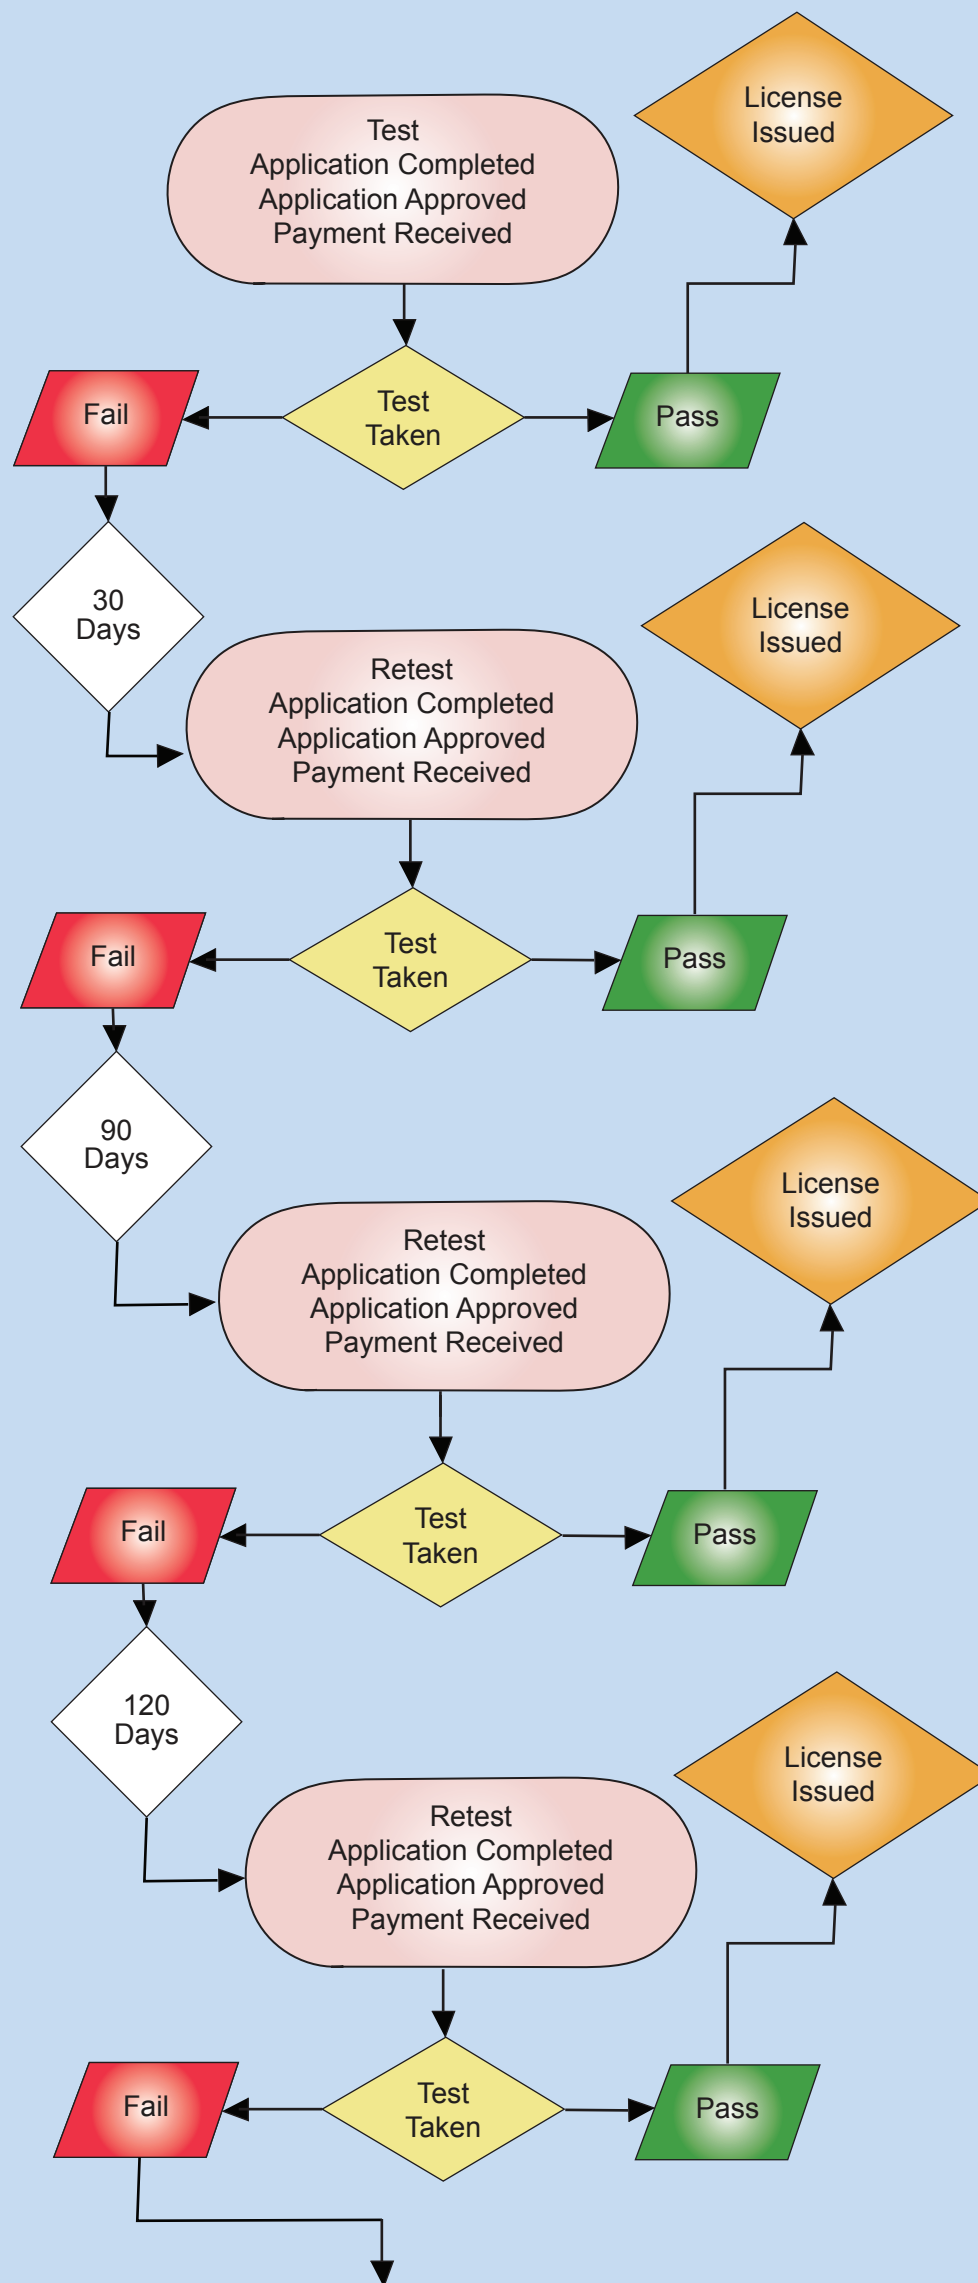 License
Issued
Test
Application Completed
Application Approved
Payment Received
Fail
Test
Taken
Pass
30
Days
License
Issued
Retest
Application Completed
Application Approved
Payment Received
Fail
Test
Taken
Pass
90
Days
License
Issued
Retest
Application Completed
Application Approved
Payment Received
Fail
Test
Taken
Pass
120
Days
License
Issued
Retest
Application Completed
Application Approved
Payment Received
Fail
Test
Taken
Pass